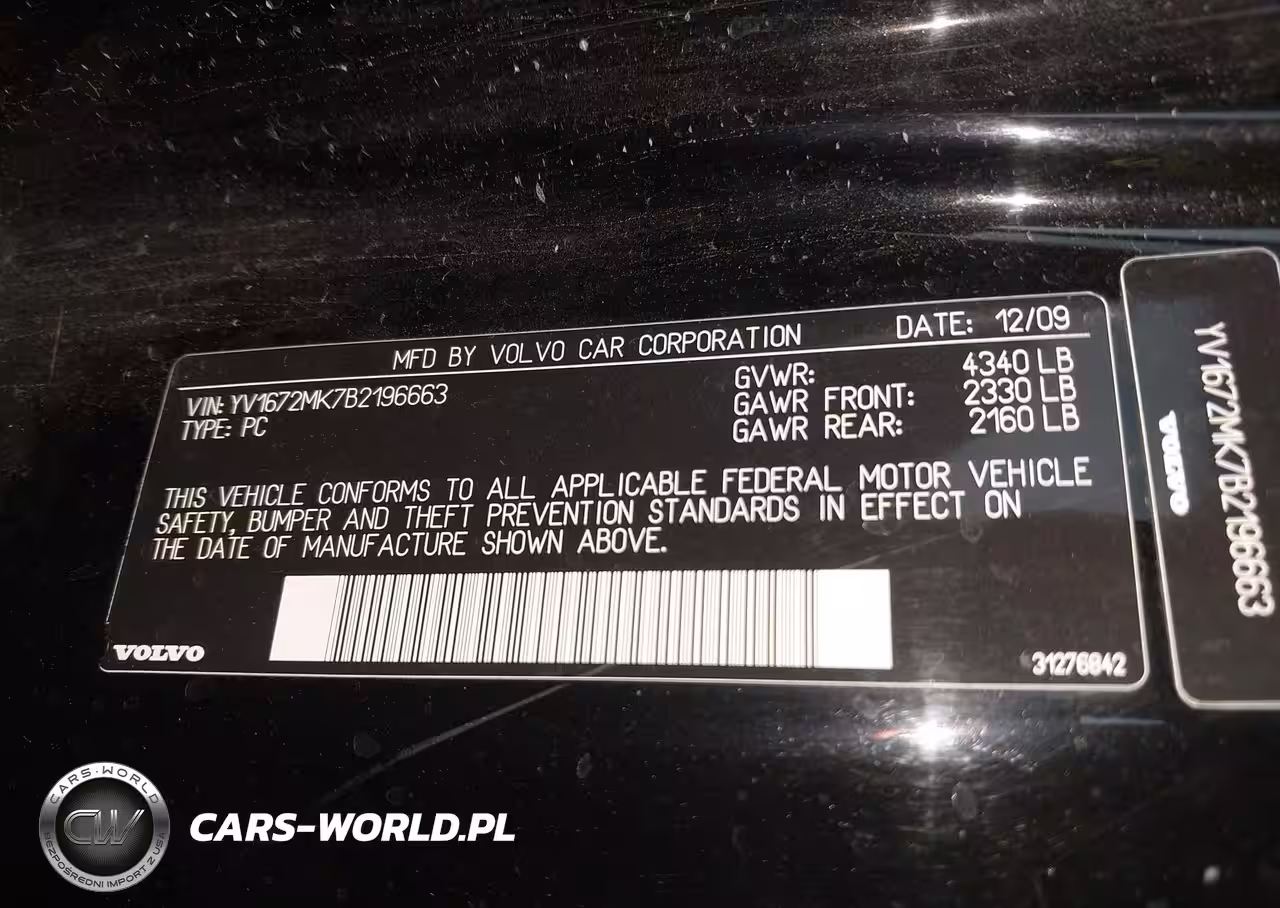 MFD BY VOLVO CAR CORPORATION DATE: 12/09
VIN: YV1672MK7B2196663
TYPE: PC
GVWR: 4340 LB
GAWR FRONT: 2330 LB
GAWR REAR: 2160 LB
THIS VEHICLE CONFORMS TO ALL APPLICABLE FEDERAL MOTOR VEHICLE
SAFETY, BUMPER AND THEFT PREVENTION STANDARDS IN EFFECT ON
THE DATE OF MANUFACTURE SHOWN ABOVE.
VOLVO
31276842
YV1672MK7B2196663
VOLVO
CARS-WORLD
CW
BEZPOŚREDNI IMPORT Z USA
CARS-WORLD.PL